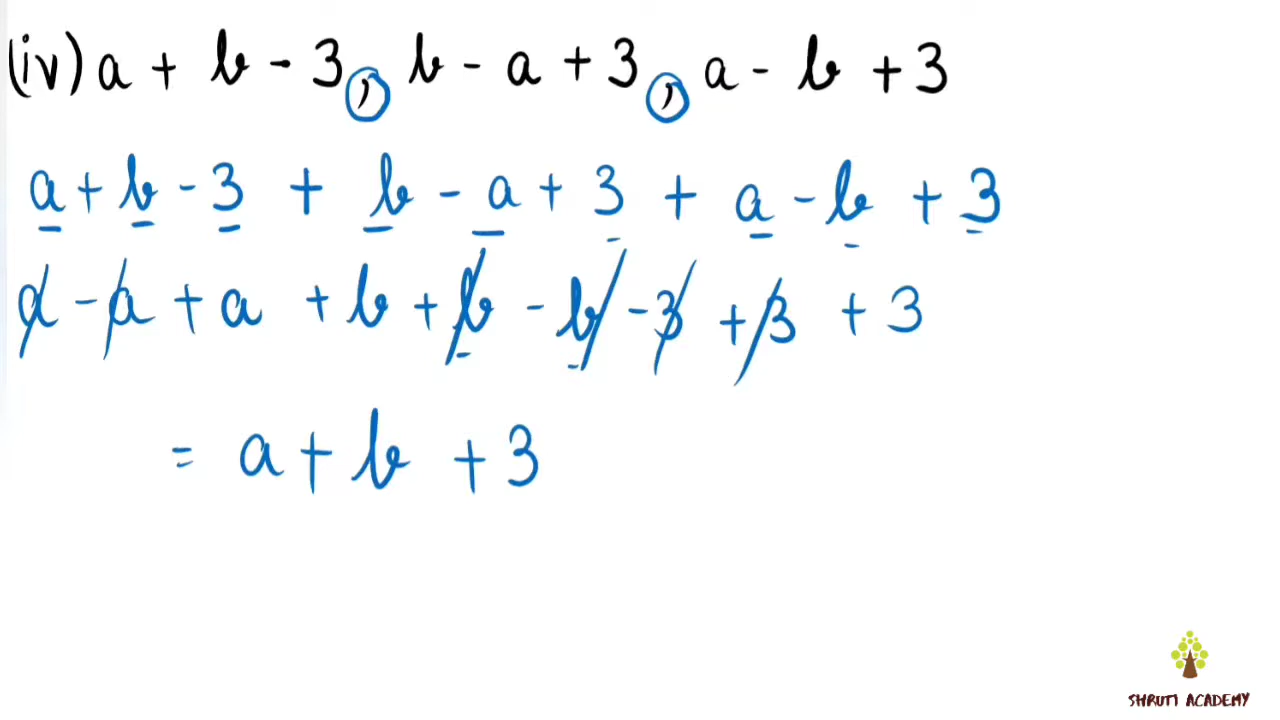 (iv) a + b - 3, b - a + 3, a - b + 3
a + b - 3 + b - a + 3 + a - b + 3
a - a + a + b + b - b - 3 + 3 + 3
= a + b + 3
SHRUTI ACADEMY